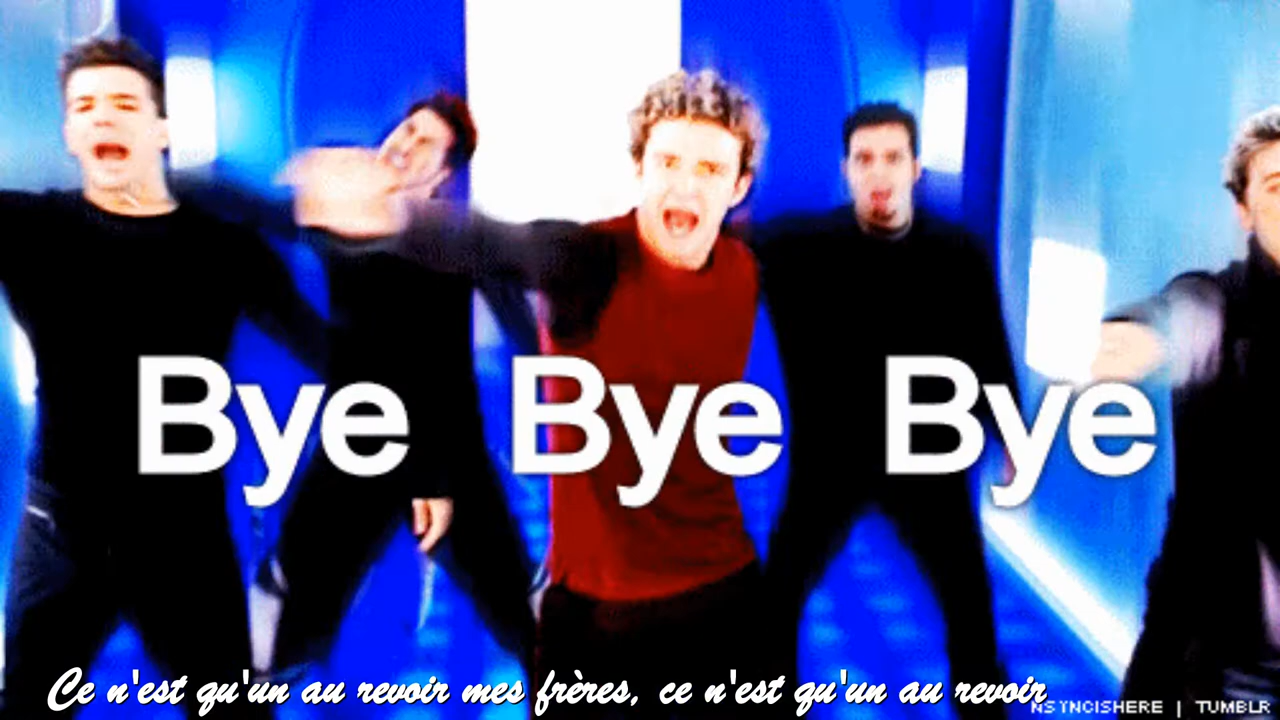 Bye Bye Bye
Ce n'est qu'un au revoir mes frères, ce n'est qu'un au revoir
NSYNCISHERE | TUMBLR